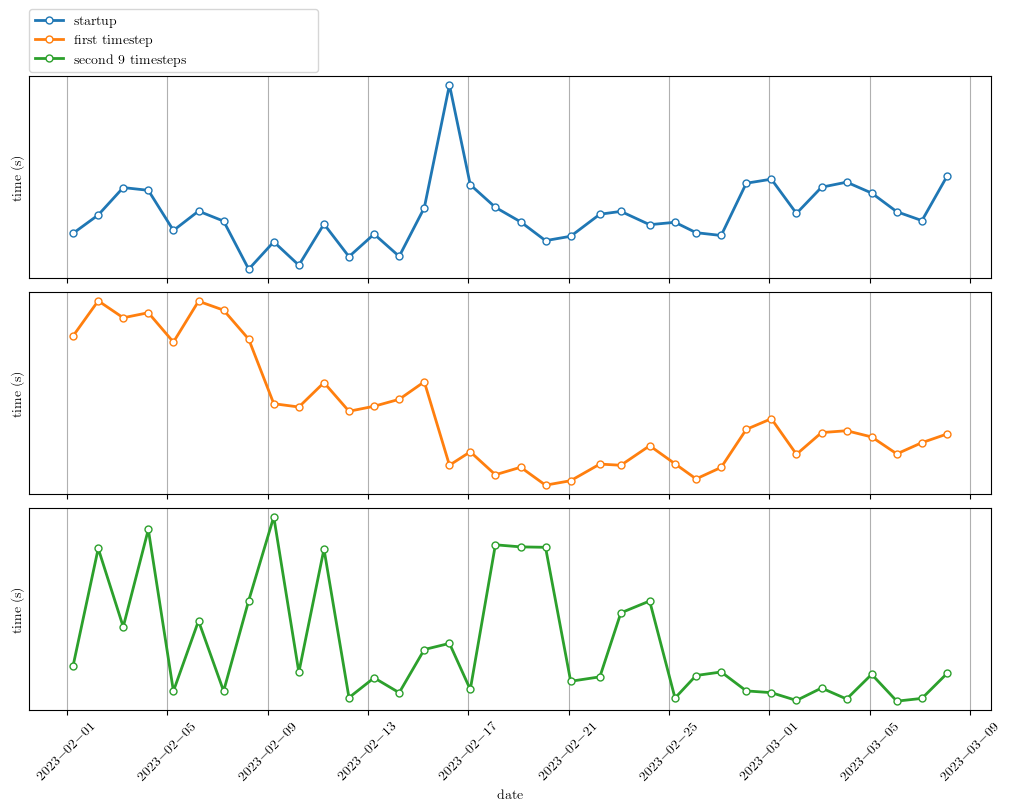 startup
first timestep
second 9 timesteps
time (s)
time (s)
time (s)
2023−02−01
2023−02−05
2023−02−09
2023−02−13
2023−02−17
2023−02−21
2023−02−25
2023−03−01
2023−03−05
2023−03−09
date